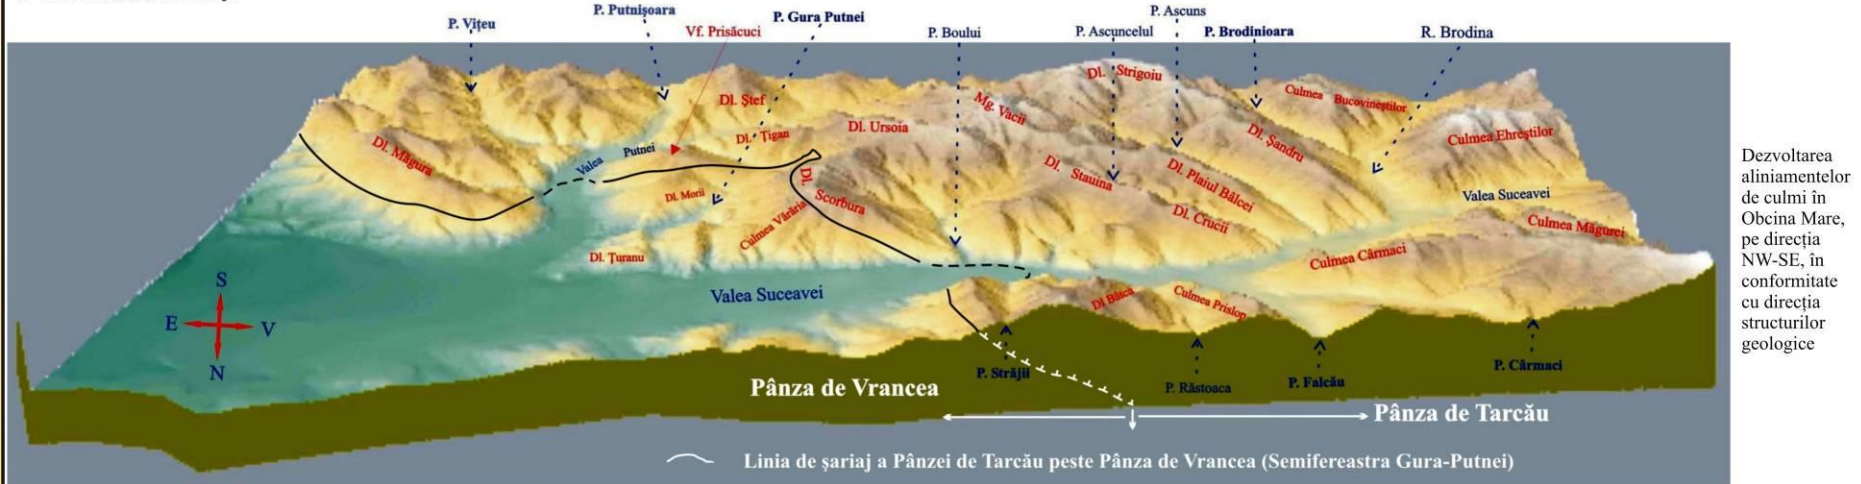 P. Vițeu
P. Putnișoara
Vf. Prisăcuci
P. Gura Putnei
P. Boului
P. Ascuncelul
P. Ascuns
P. Brodinioara
R. Brodina
Dl. Măgura
Valea Putnei
Dl. Ștef
Dl. Țigan
Dl. Ursoia
Mg. Vacii
Dl. Strigoiu
Culmea Bucovineștilor
Culmea Ehreștilor
Dl. Șandru
Dl. Plaiul Bâlcei
Dl. Stauina
Dl. Crucii
Valea Sucevei
Culmea Măgurei
Culmea Cârmaci
Dl. Morii
Culmea Văraria
Dl. Scorbura
Dl. Țuranu
Valea Sucevei
Dl Bâtca
Culmea Prislop
S
E
V
N
P. Străjii
P. Răstoaca
P. Falcău
P. Cârmaci
Pânza de Vrancea
Pânza de Tarcău
Linia de șariaj a Pânzei de Tarcău peste Pânza de Vrancea (Semifereastra Gura-Putnei)
Dezvoltarea
aliniamentelor
de culmi în
Obcina Mare,
pe direcția
NW-SE, în
conformitate
cu direcția
structurilor
geologice